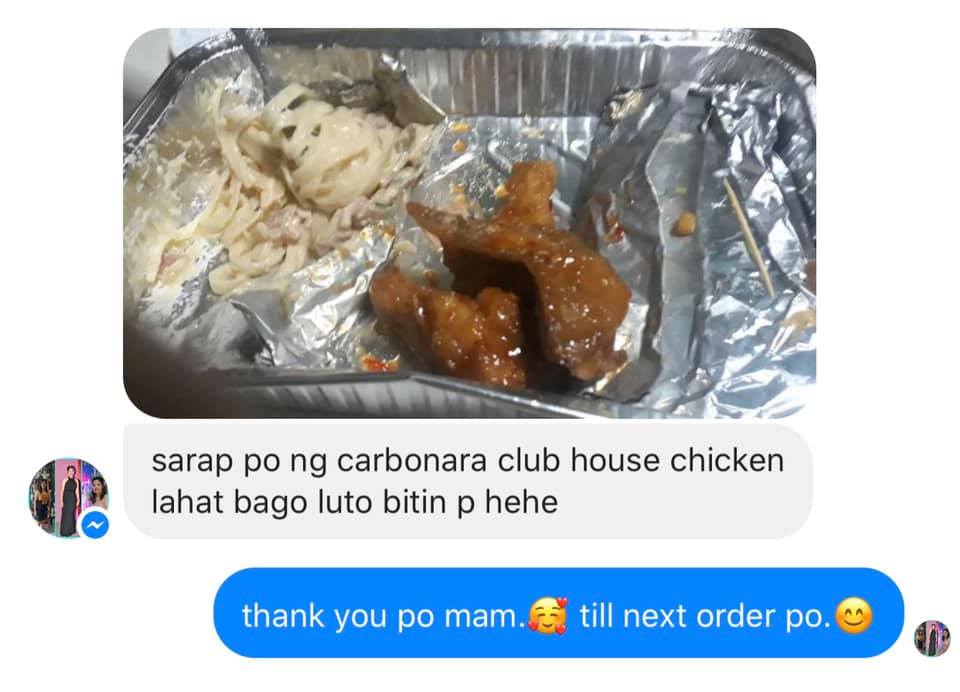 sarap po ng carbonara club house chicken
lahat bago luto bitin p hehe
thank you po mam.🥰 till next order po.😊